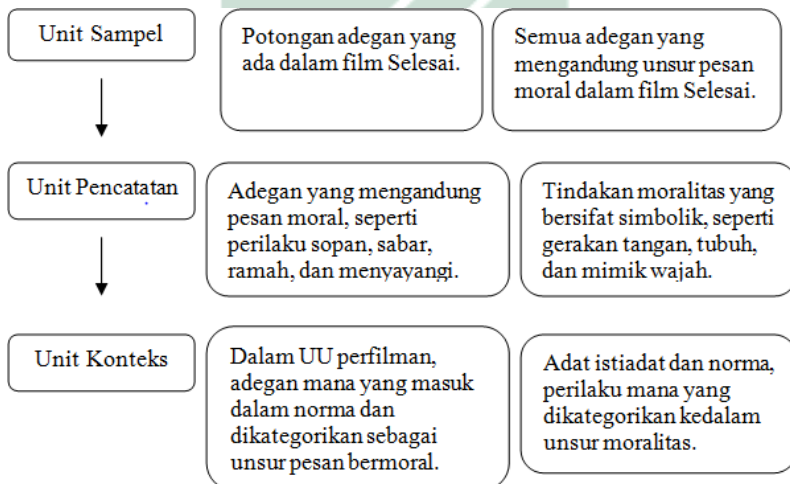 Unit Sampel
Potongan adegan yang
ada dalam film Selesai.
Semua adegan yang
mengandung unsur pesan
moral dalam film Selesai.
Unit Pencatatan
Adegan yang mengandung
pesan moral, seperti
perilaku sopan, sabar,
ramah, dan menyayangi.
Tindakan moralitas yang
bersifat simbolik, seperti
gerakan tangan, tubuh,
dan mimik wajah.
Unit Konteks
Dalam UU perfilman,
adegan mana yang masuk
dalam norma dan
dikategorikan sebagai
unsur pesan bermoral.
Adat istiadat dan norma,
perilaku mana yang
dikategorikan kedalam
unsur moralitas.